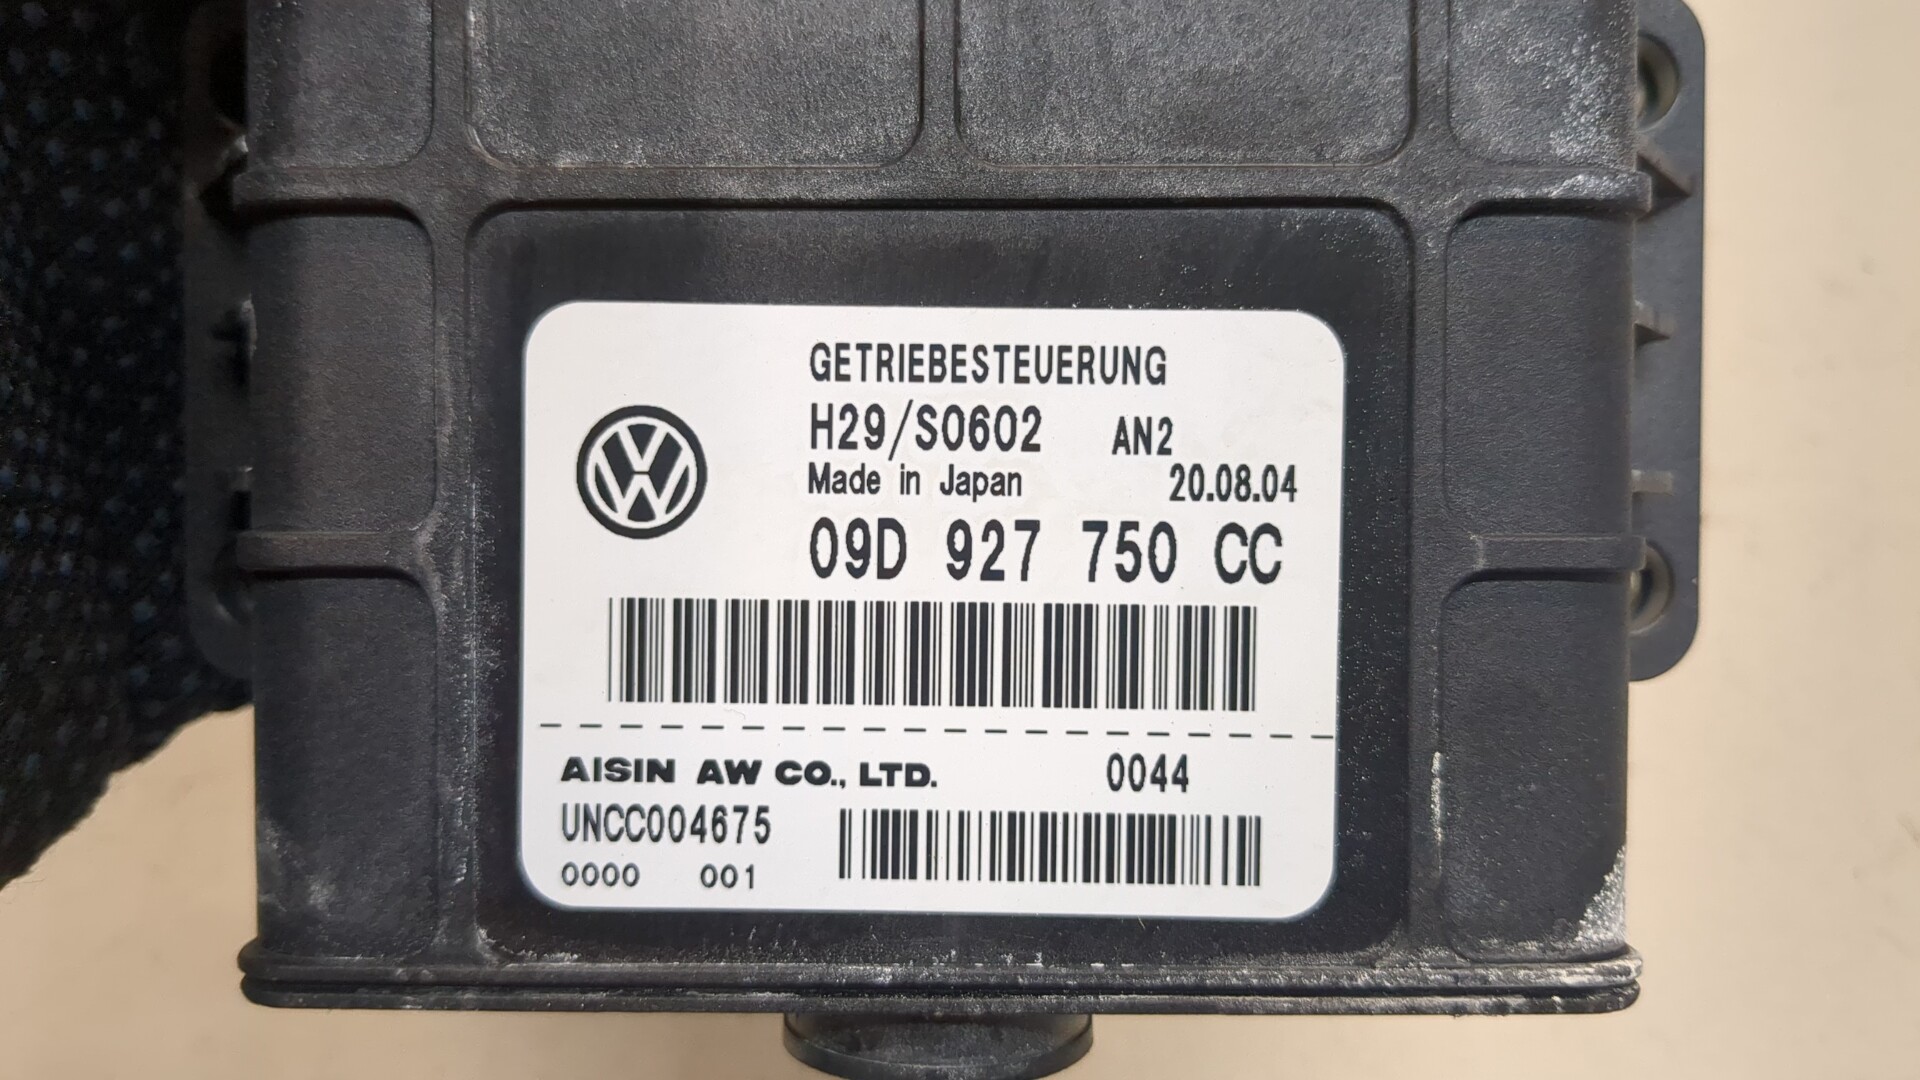 GETRIEBESTEUERUNG
H29/S0602 AN2
Made in Japan 20.08.04
09D 927 750 CC
AISIN AW CO., LTD. 0044
UNCC004675
0000 001